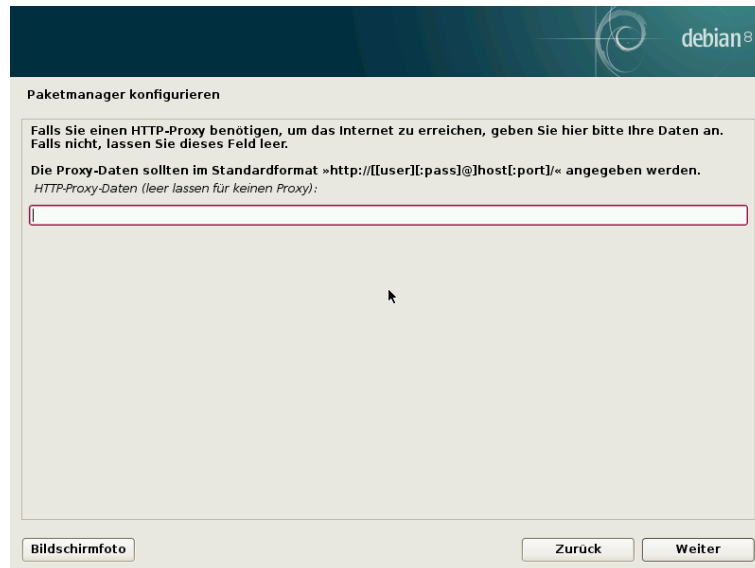 debian 8
Paketmanager konfigurieren
Falls Sie einen HTTP-Proxy benötigen, um das Internet zu erreichen, geben Sie hier bitte Ihre Daten an.
Falls nicht, lassen Sie dieses Feld leer.
Die Proxy-Daten sollten im Standardformat »http://[[user][:pass]@]host[:port]/« angegeben werden.
HTTP-Proxy-Daten (leer lassen für keinen Proxy):
Bildschirmfoto
Zurück
Weiter